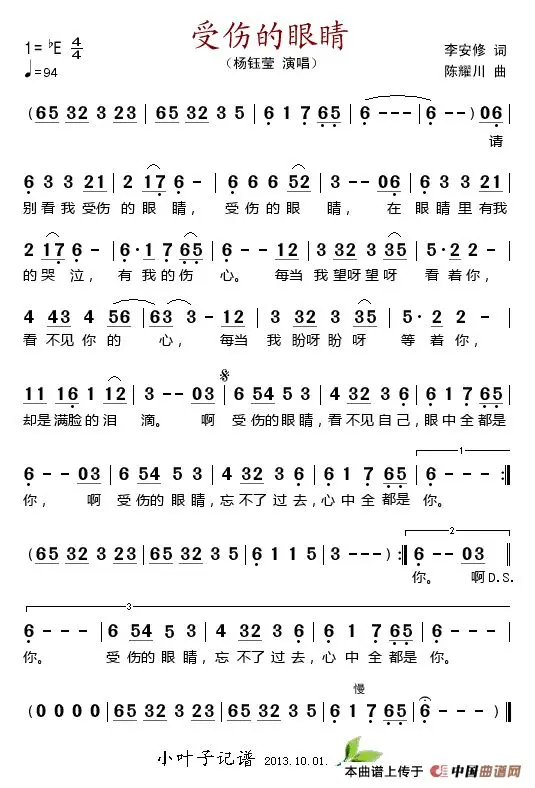 受伤的眼睛
1=♭E 4/4
♩=94
（杨钰莹 演唱）
李安修 词
陈耀川 曲
(65 32 3 23 | 65 32 3 5 | 6 1 7 65 | 6 - - - | 6 - -) 06 |
请
6 3 3 21 | 2 17 6 - | 6 6 6 52 | 3 - - 06 | 6 3 3 21 |
别看我受伤 的眼 睛， 受伤的眼 睛， 在 眼睛里有我
2 17 6 - | 6· 1 7 65 | 6 - - 12 | 3 32 3 35 | 5· 2 2 - |
的哭 泣， 有 我的伤 心。 每当 我望呀望呀 看 着你，
4 43 4 56 | 63 3 - 12 | 3 32 3 35 | 5· 2 2 - |
看 不见你 的 心， 每当 我 盼呀盼 呀 等 着 你，
11 16 1 12 | 3 - - 03 | 6 54 5 3 | 4 32 3 6 | 6 1 7 65 |
却是满脸的泪 滴。 啊 受伤的眼睛，看不见自己，眼中全都是
6 - - 03 | 6 54 5 3 | 4 32 3 6 | 6 1 7 65 | 6 - - - :‖
1
你， 啊 受伤的 眼睛，忘 不了 过去，心中 全 都是 你。
(65 32 3 23 | 65 32 3 5 | 6 1 1 5 | 3 - - -) :‖ 6 - - 03 ‖
2
你。 啊D.S.
3
6 - - - | 6 54 5 3 | 4 32 3 6 | 6 1 7 65 | 6 - - - |
你。 受伤的 眼睛，忘 不了 过去，心 中 全 都是 你。
慢
(0 0 0 0 | 65 32 3 23 | 65 32 3 5 | 6 1 7 65 | 6 - - -) ‖
小叶子记谱 2013.10.01.
本曲谱上传于 中国曲谱网